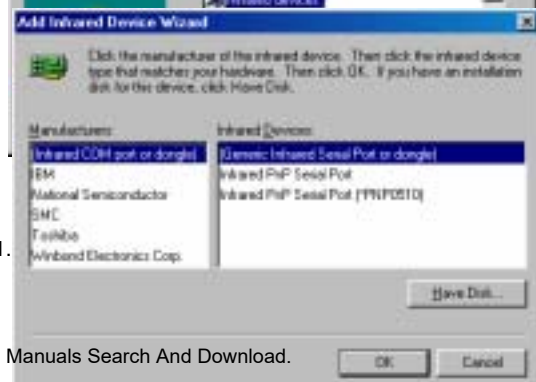 Infrared devices
Add Infrared Device Wizard
Click the manufacturer of the infrared device. Then click the infrared device
type that matches your hardware. Then click OK. If you have an installation
disk for this device, click Have Disk.
Manufacturers:
Infrared Devices:
(Infrared COM port or dongle)
IBM
National Semiconductor
SMC
Toshiba
Winbond Electronics Corp.
(Generic Infrared Serial Port or dongle)
Infrared PnP Serial Port
Infrared PnP Serial Port (*PNP0510)
Have Disk...
Manuals Search And Download.
OK
Cancel